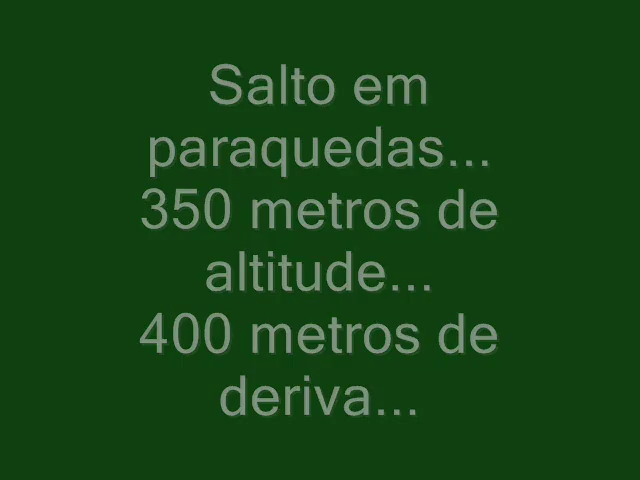 Salto em
paraquedas...
350 metros de
altitude...
400 metros de
deriva...